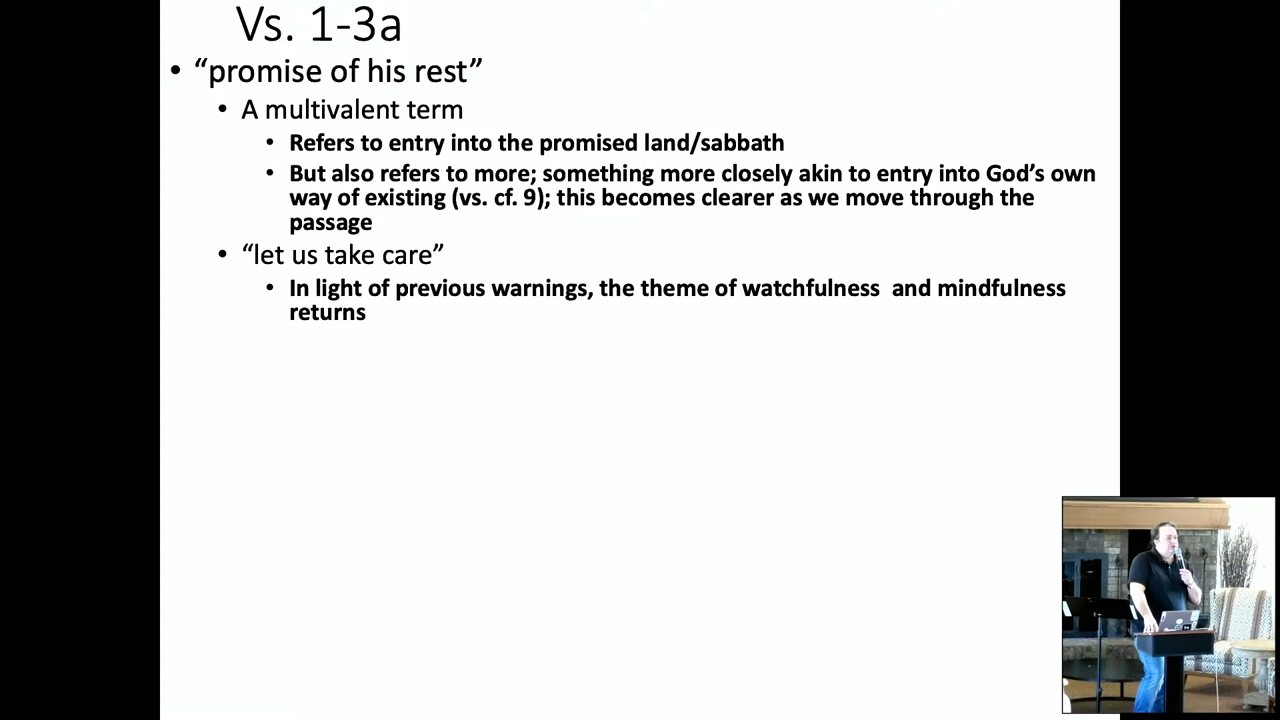 Vs. 1-3a
• “promise of his rest”
• A multivalent term
• Refers to entry into the promised land/sabbath
• But also refers to more; something more closely akin to entry into God’s own
way of existing (vs. cf. 9); this becomes clearer as we move through the
passage
• “let us take care”
• In light of previous warnings, the theme of watchfulness  and mindfulness
returns